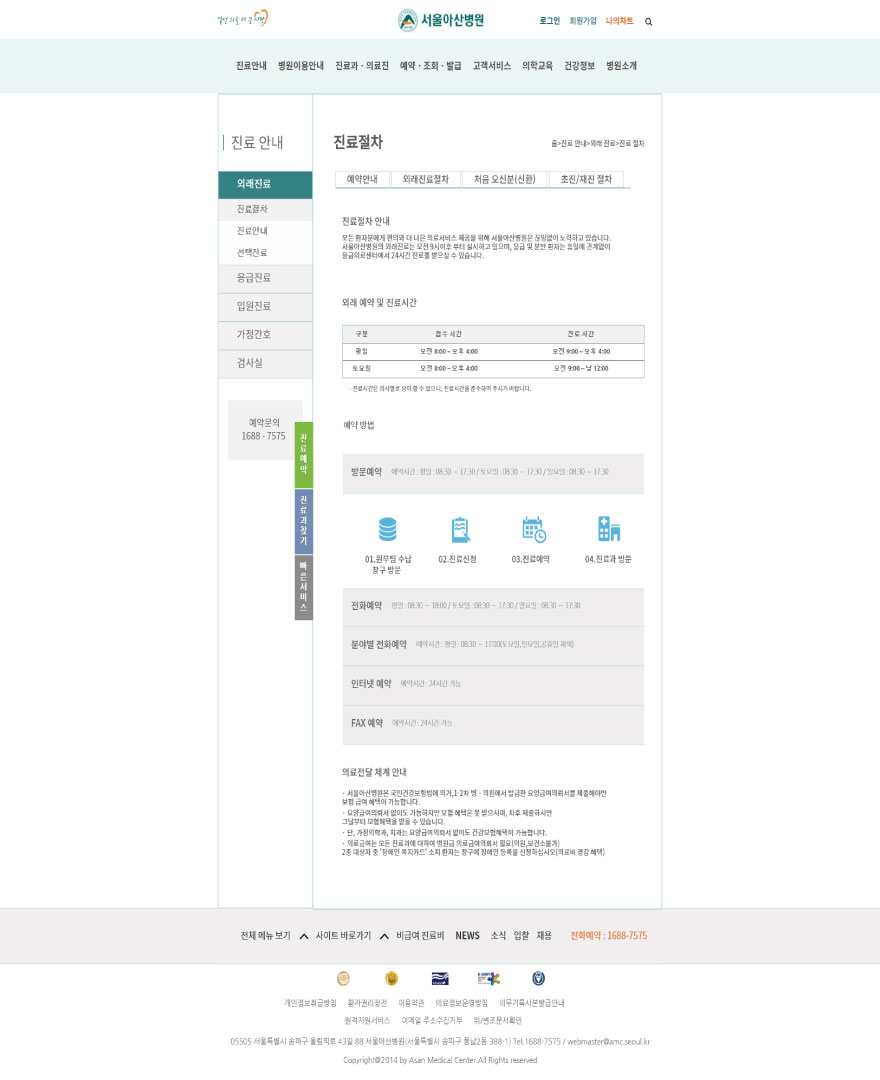 서울아산병원
로그인 회원가입 나의차트
진료안내 병원이용안내 진료과 · 의료진 예약 · 조회 · 발급 고객서비스 의학교육 건강정보 병원소개
진료 안내
외래진료
진료절차
진료안내
선택진료
응급진료
입원진료
가정간호
검사실
예약문의
1688 - 7575
진료예약
진료과찾기
빠른서비스
진료절차
홈>진료 안내>외래 진료>진료 절차
예약안내 외래진료절차 처음 오신분(신환) 초진/재진 절차
진료절차 안내
모든 환자분에게 편의와 더 나은 의료서비스 제공을 위해 서울아산병원은 끊임없이 노력하고 있습니다.
서울아산병원의 외래진료는 오전 9시이후 부터 실시하고 있으며, 응급 및 분만 환자는 휴일에 관계없이
응급의료센터에서 24시간 진료를 받으실 수 있습니다.
외래 예약 및 진료시간
구분 접수 시간 진료 시간
평일 오전 8:00 ~ 오후 4:00 오전 9:00 ~ 오후 4:00
토요일 오전 8:00 ~ 오후 4:00 오전 9:00 ~ 낮 12:00
· 진료시간은 의사별로 상이 할 수 있으니, 진료시간을 준수하여 주시기 바랍니다.
예약 방법
방문예약 예약시간 : 평일 : 08:30 ~ 17:30 / 토요일 : 08:30 ~ 17:30 / 일요일 : 08:30 ~ 17:30
01.원무팀 수납
창구 방문
02.진료신청
03.진료예약
04.진료과 방문
전화예약 평일 : 08:30 ~ 18:00 / 토요일 : 08:30 ~ 17:30 / 일요일 : 08:30 ~ 17:30
분야별 전화예약 예약시간 : 평일 : 08:30 ~ 17:30(토요일,일요일,공휴일 제외)
인터넷 예약 예약시간 : 24시간 가능
FAX 예약 예약시간 : 24시간 가능
의료전달 체계 안내
· 서울아산병원은 국민건강보험법에 의거,1·2차 병 · 의원에서 발급한 요양급여의뢰서를 제출해야만
보험 급여 혜택이 가능합니다.
· 요양급여의뢰서 없이도 가능하지만 보험 혜택은 못 받으시며, 차후 제출하시면
그날부터 보험혜택을 받을 수 있습니다.
· 단, 가정의학과, 치과는 요양급여의뢰서 없이도 건강보험혜택이 가능합니다.
· 의료급여는 모든 진료과에 대하여 병원급 의료급여의뢰서 필요(의원,보건소불가)
2종 대상자 중 '장애인 복지카드' 소지 환자는 창구에 장애인 등록을 신청하십시오(의료비 경감 혜택)
전체 메뉴 보기 사이트 바로가기 비급여 진료비 NEWS 소식 입찰 채용 전화예약 : 1688-7575
개인정보취급방침 환자권리장전 이용약관 의료정보운영방침 의무기록사본발급안내
원격지원서비스 이메일 주소수집거부 위/변조문서확인
05505 서울특별시 송파구 올림픽로 43길 88 서울아산병원(서울특별시 송파구 풍납2동 388-1) Tel.1688-7575 / webmaster@amc.seoul.kr
Copyright@2014 by Asan Medical Center.All Rights reserved.